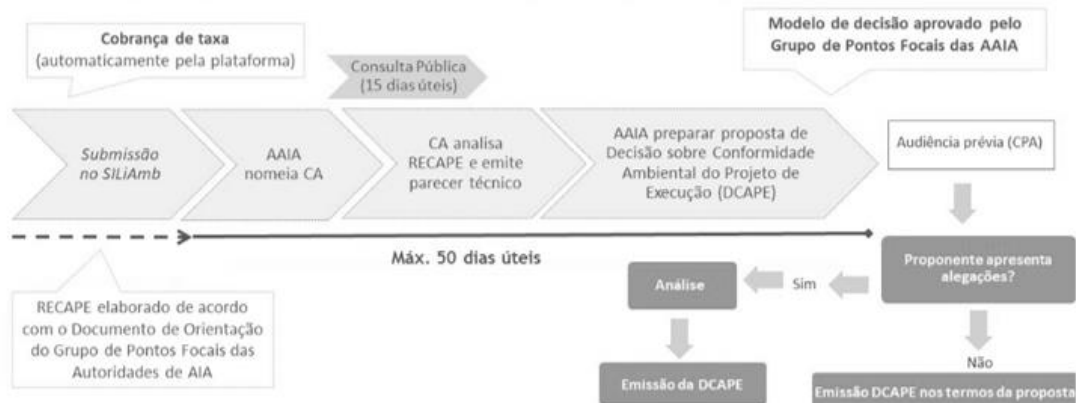 Cobrança de taxa
(automaticamente pela plataforma)
Modelo de decisão aprovado pelo
Grupo de Pontos Focais das AAIA
Consulta Pública
(15 dias úteis)
Submissão
no SILiAmb
AAIA
nomeia CA
CA analisa
RECAPE e emite
parecer técnico
AAIA preparar proposta de
Decisão sobre Conformidade
Ambiental do Projeto de
Execução (DCAPE)
Audiência prévia (CPA)
Máx. 50 dias úteis
Proponente apresenta
alegações?
Sim
Análise
RECAPE elaborado de acordo
com o Documento de Orientação
do Grupo de Pontos Focais das
Autoridades de AIA
Não
Emissão da DCAPE
Emissão DCAPE nos termos da proposta